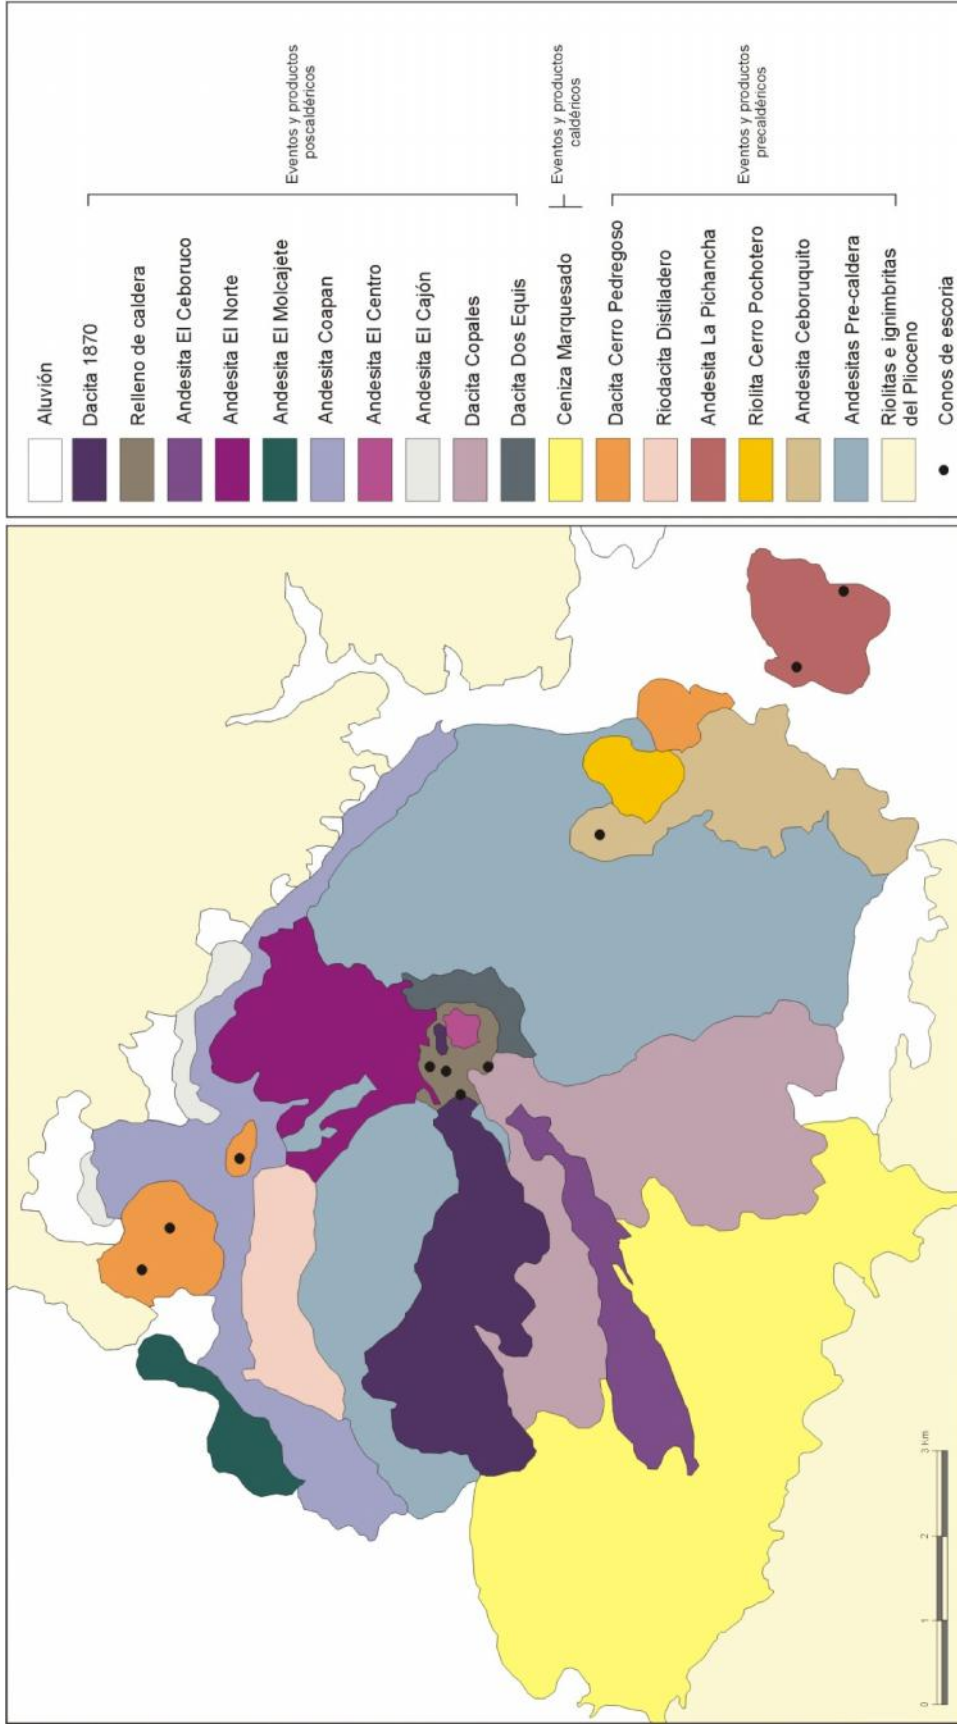 Aluvión
Dacita 1870
Relleno de caldera
Andesita El Ceboruco
Andesita El Norte
Andesita El Molcajete
Andesita Coapan
Andesita El Centro
Andesita El Cajón
Dacita Copales
Dacita Dos Equis
Ceniza Marquesado
Dacita Cerro Pedregoso
Riodacita Distiladero
Andesita La Pichancha
Riolita Cerro Pochotero
Andesita Ceboruquito
Andesitas Pre-caldera
Riolitas e ignimbritas
del Plioceno
Conos de escoria
Eventos y productos
poscaldéricos
Eventos y productos
caldéricos
Eventos y productos
precaldéricos
0 1 2 3 Km